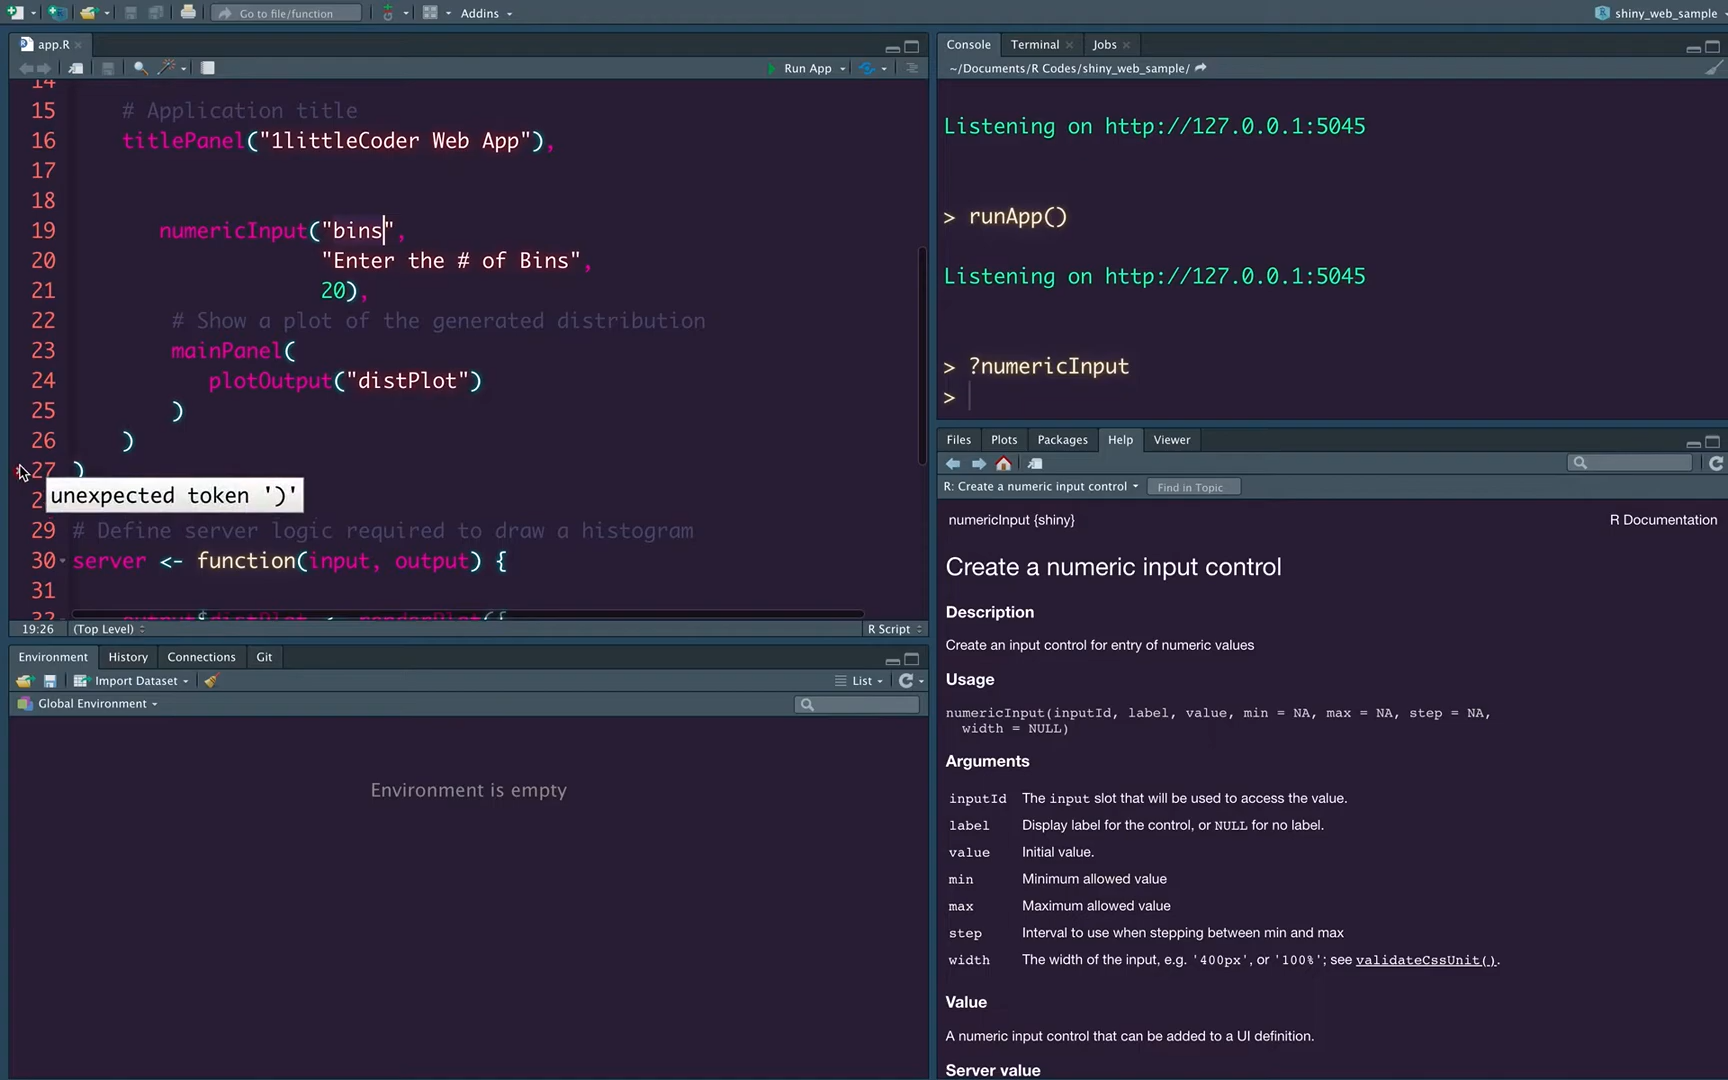 Go to file/function
Addins
shiny_web_sample
app.R
Run App
14
15 # Application title
16 titlePanel("1littleCoder Web App"),
17
18
19 numericInput("bins",
20 "Enter the # of Bins",
21 20),
22 # Show a plot of the generated distribution
23 mainPanel(
24 plotOutput("distPlot")
25 )
26 )
27 )
unexpected token ')'
29 # Define server logic required to draw a histogram
30 server <- function(input, output) {
31
32 output$distPlot <- renderPlot({
19:26 (Top Level) R Script
Environment History Connections Git
Import Dataset List
Global Environment
Environment is empty
Console Terminal Jobs
~/Documents/R Codes/shiny_web_sample/
Listening on http://127.0.0.1:5045
> runApp()
Listening on http://127.0.0.1:5045
> ?numericInput
>
Files Plots Packages Help Viewer
R: Create a numeric input control Find in Topic
numericInput {shiny} R Documentation
Create a numeric input control
Description
Create an input control for entry of numeric values
Usage
numericInput(inputId, label, value, min = NA, max = NA, step = NA,
width = NULL)
Arguments
inputId The input slot that will be used to access the value.
label Display label for the control, or NULL for no label.
value Initial value.
min Minimum allowed value
max Maximum allowed value
step Interval to use when stepping between min and max
width The width of the input, e.g. '400px', or '100%'; see validateCssUnit().
Value
A numeric input control that can be added to a UI definition.
Server value